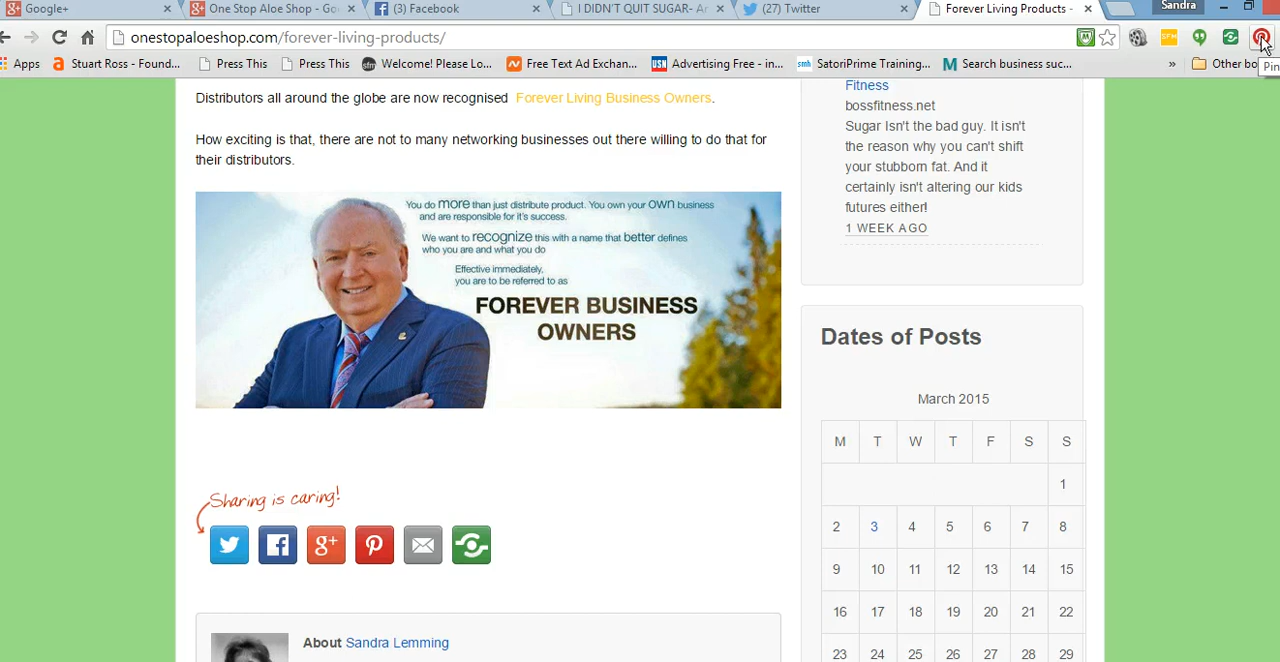 Google+
One Stop Aloe Shop - Go
(3) Facebook
I DIDN'T QUIT SUGAR- Ar
(27) Twitter
Forever Living Products -
Sandra
onestopaloeshop.com/forever-living-products/
Apps
Stuart Ross - Found...
Press This
Press This
sfm
Welcome! Please Lo...
Free Text Ad Exchan...
USN
Advertising Free - in...
smh
SatoriPrime Training...
M
Search business suc...
»
Other bo
SFM
Pin
Distributors all around the globe are now recognised Forever Living Business Owners.
How exciting is that, there are not to many networking businesses out there willing to do that for
their distributors.
You do more than just distribute product. You own your own business
and are responsible for it's success.
We want to recognize this with a name that better defines
who you are and what you do
Effective immediately,
you are to be referred to as
FOREVER BUSINESS
OWNERS
Sharing is caring!
g+
About Sandra Lemming
Fitness
bossfitness.net
Sugar Isn't the bad guy. It isn't
the reason why you can't shift
your stubborn fat. And it
certainly isn't altering our kids
futures either!
1 WEEK AGO
Dates of Posts
March 2015
M T W T F S S
1
2 3 4 5 6 7 8
9 10 11 12 13 14 15
16 17 18 19 20 21 22
23 24 25 26 27 28 29